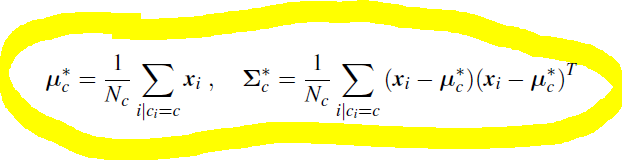 μ*_c = 1/N_c ∑_{i|c_i=c} x_i , Σ*_c = 1/N_c ∑_{i|c_i=c} (x_i − μ*_c)(x_i − μ*_c)^T